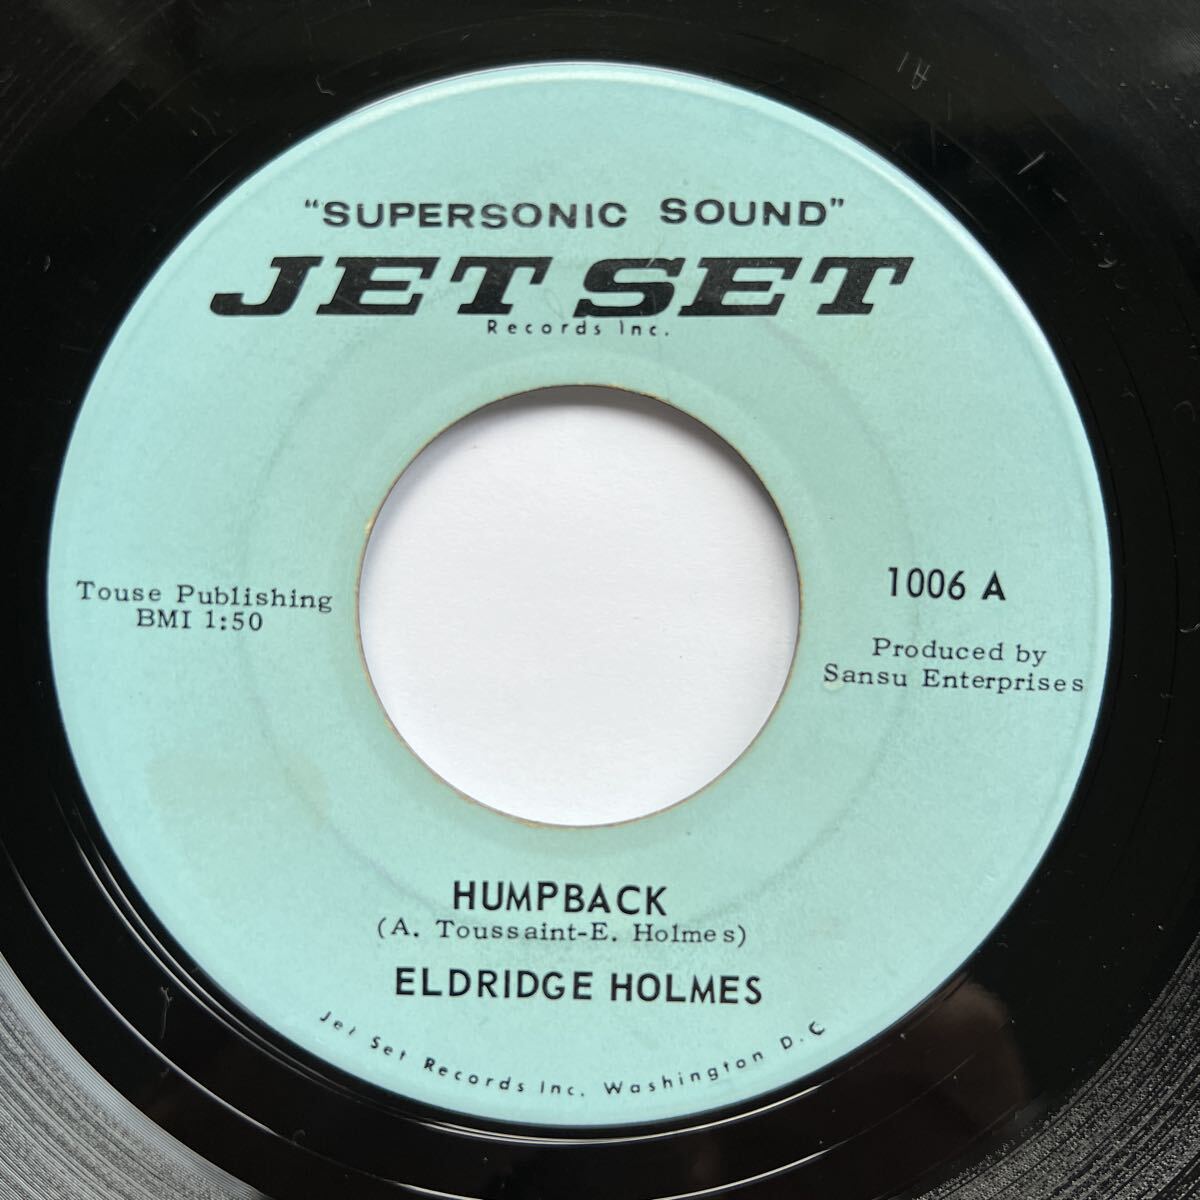 "SUPERSONIC SOUND"
JET SET
Records Inc.
Touse Publishing
BMI 1:50
1006 A
Produced by
Sansu Enterprises
HUMPBACK
(A. Toussaint-E. Holmes)
ELDRIDGE HOLMES
Jet Set Records Inc. Washington D.C